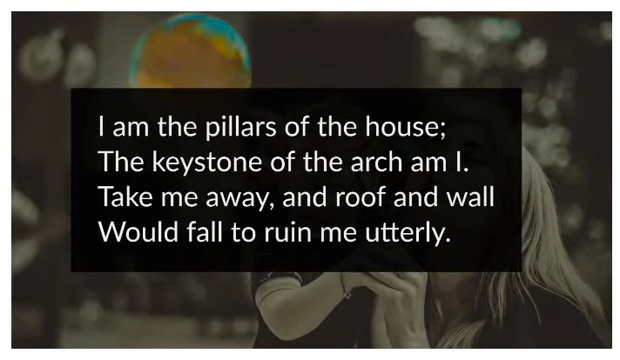 I am the pillars of the house;
The keystone of the arch am I.
Take me away, and roof and wall
Would fall to ruin me utterly.